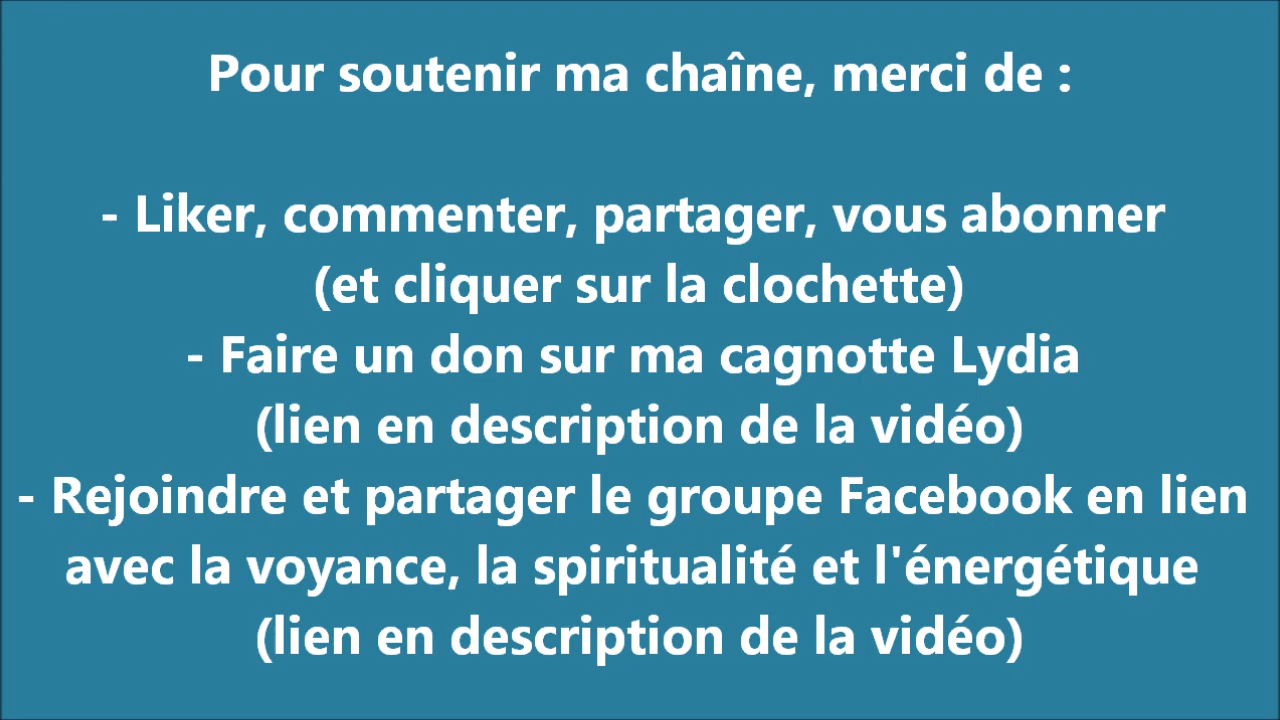 Pour soutenir ma chaîne, merci de :
- Liker, commenter, partager, vous abonner
(et cliquer sur la clochette)
- Faire un don sur ma cagnotte Lydia
(lien en description de la vidéo)
- Rejoindre et partager le groupe Facebook en lien
avec la voyance, la spiritualité et l'énergétique
(lien en description de la vidéo)